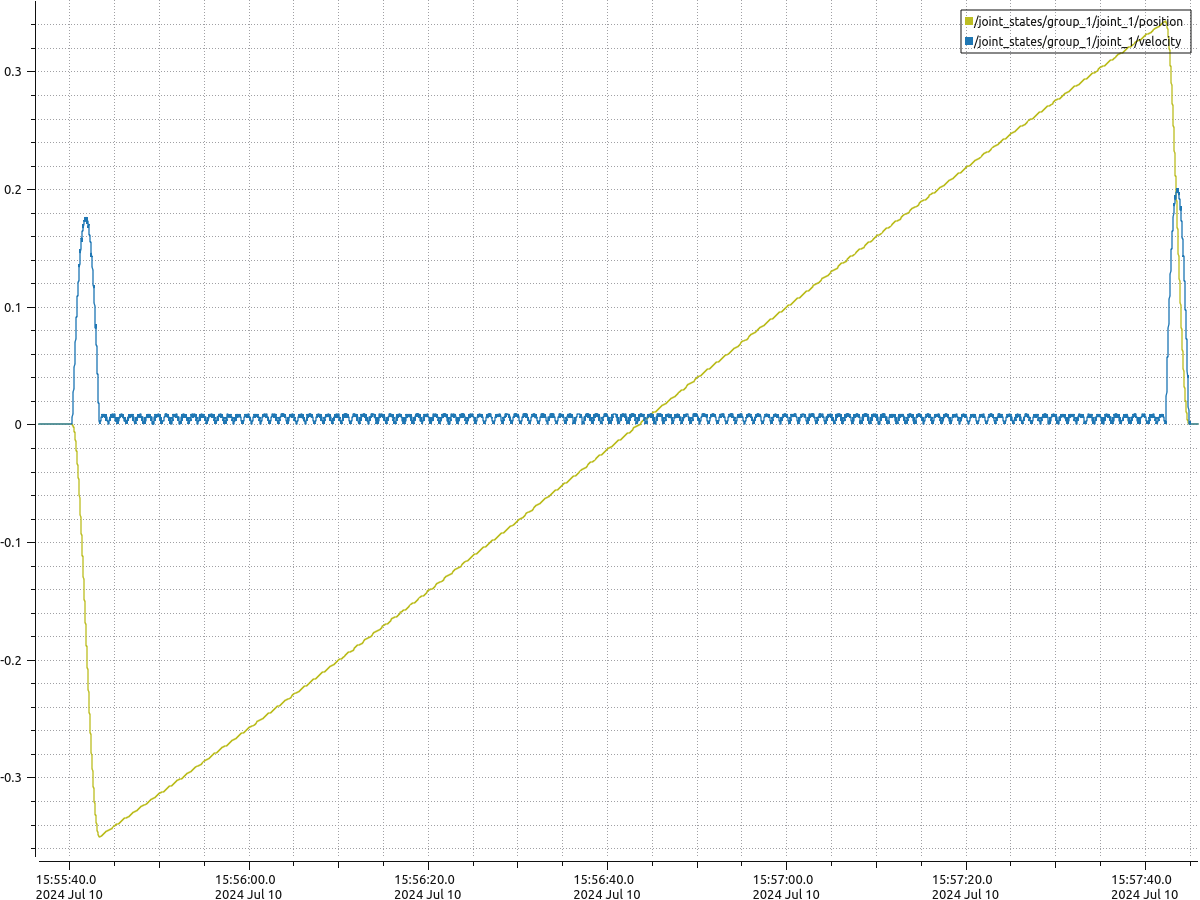 /joint_states/group_1/joint_1/position
/joint_states/group_1/joint_1/velocity
0.3
0.2
0.1
0
-0.1
-0.2
-0.3
15:55:40.0 15:56:00.0 15:56:20.0 15:56:40.0 15:57:00.0 15:57:20.0 15:57:40.0
2024 Jul 10 2024 Jul 10 2024 Jul 10 2024 Jul 10 2024 Jul 10 2024 Jul 10 2024 Jul 10